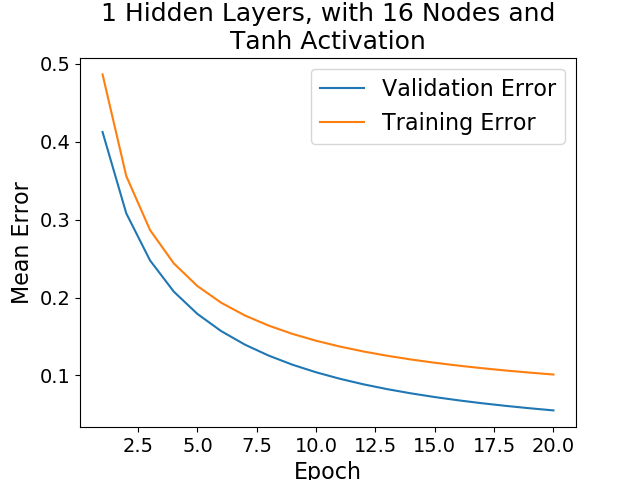 1 Hidden Layers, with 16 Nodes and
Tanh Activation
0.5
0.4
0.3
0.2
0.1
Mean Error
Validation Error
Training Error
2.5 5.0 7.5 10.0 12.5 15.0 17.5 20.0
Epoch